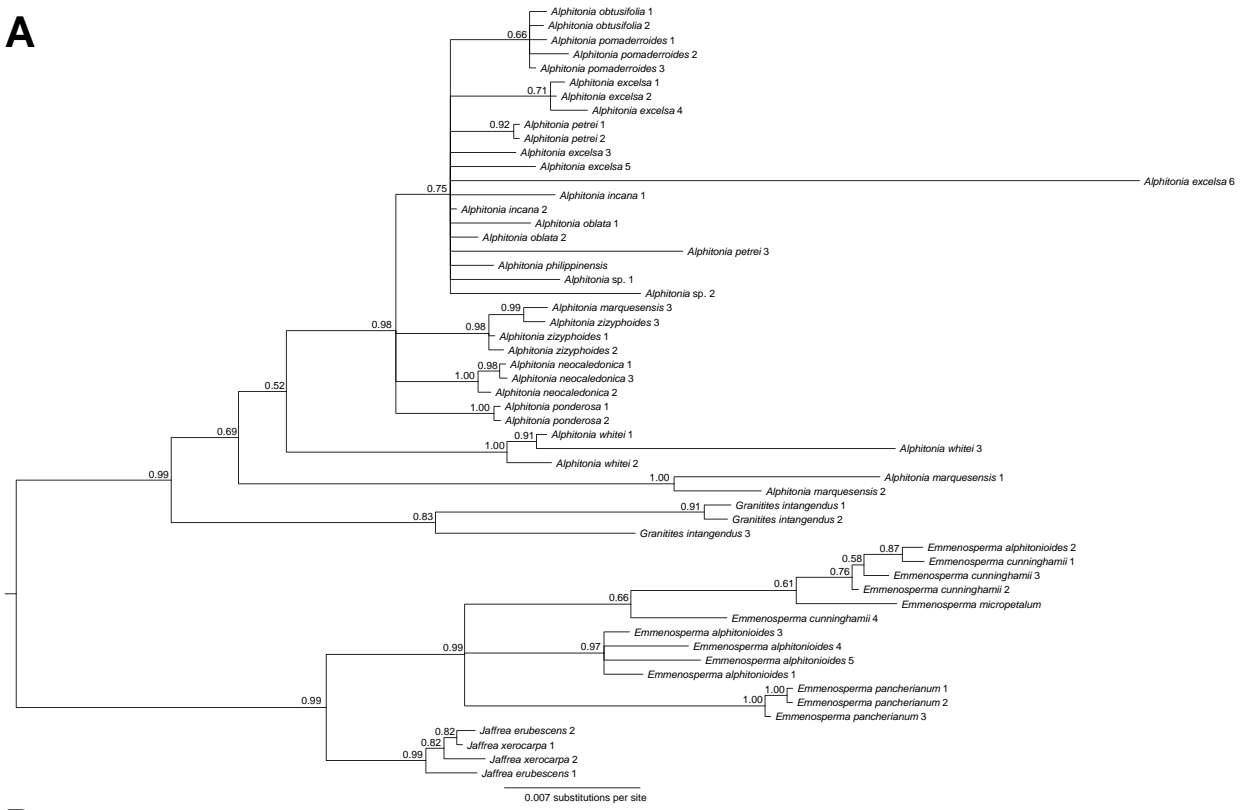 A
Alphitonia obtusifolia 1
Alphitonia obtusifolia 2
0.66
Alphitonia pomaderroides 1
Alphitonia pomaderroides 2
Alphitonia pomaderroides 3
Alphitonia excelsa 1
0.71
Alphitonia excelsa 2
Alphitonia excelsa 4
0.92
Alphitonia petrei 1
Alphitonia petrei 2
Alphitonia excelsa 3
Alphitonia excelsa 5
Alphitonia excelsa 6
0.75
Alphitonia incana 1
Alphitonia incana 2
Alphitonia oblata 1
Alphitonia oblata 2
Alphitonia petrei 3
Alphitonia philippinensis
Alphitonia sp. 1
Alphitonia sp. 2
0.99
Alphitonia marquesensis 3
Alphitonia zizyphoides 3
0.98
0.98
Alphitonia zizyphoides 1
Alphitonia zizyphoides 2
0.98
Alphitonia neocaledonica 1
1.00
Alphitonia neocaledonica 3
Alphitonia neocaledonica 2
0.52
1.00
Alphitonia ponderosa 1
Alphitonia ponderosa 2
0.69
0.91
Alphitonia whitei 1
1.00
Alphitonia whitei 3
Alphitonia whitei 2
0.99
1.00
Alphitonia marquesensis 1
Alphitonia marquesensis 2
0.91
Granitites intangendus 1
0.83
Granitites intangendus 2
Granitites intangendus 3
0.87
Emmenosperma alphitonioides 2
0.58
Emmenosperma cunninghamii 1
0.76
Emmenosperma cunninghamii 3
0.61
Emmenosperma cunninghamii 2
0.66
Emmenosperma micropetalum
Emmenosperma cunninghamii 4
Emmenosperma alphitonioides 3
0.99
0.97
Emmenosperma alphitonioides 4
Emmenosperma alphitonioides 5
Emmenosperma alphitonioides 1
1.00
Emmenosperma pancherianum 1
0.99
1.00
Emmenosperma pancherianum 2
Emmenosperma pancherianum 3
0.82
Jaffrea erubescens 2
0.82
Jaffrea xerocarpa 1
0.99
Jaffrea xerocarpa 2
Jaffrea erubescens 1
0.007 substitutions per site